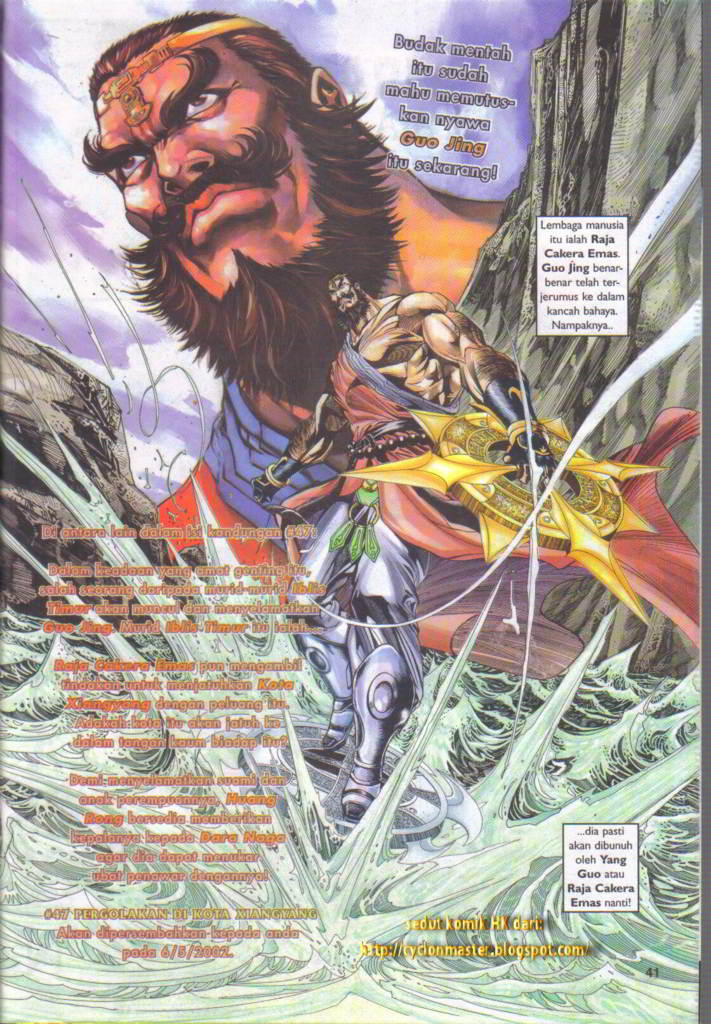 Budak mentah
itu sudah
mahu memutus-
kan nyawa
Guo Jing
itu sekarang!
Lembaga manusia
itu ialah Raja
Cakera Emas.
Guo Jing benar-
benar telah ter-
jerumus ke dalam
kancah bahaya.
Nampaknya..
Di antara lain dalam isi kandungan #47:
Dalam keadaan yang amat genting itu,
salah seorang daripada murid-murid Iblis
Timur akan muncul dan menyelamatkan
Guo Jing. Murid Iblis Timur itu ialah...
Raja Cakera Emas pun mengambil
tindakan untuk menjatuhkan Kota
Xiangyang dengan peluang itu.
Adakah kota itu akan jatuh ke
dalam tangan kaum biadap itu?
Demi menyelamatkan suami dan
anak perempuannya, Huang
Rong bersedia memberikan
kepalanya kepada Dara Naga
agar dia dapat menukar
ubat penawar dengannya!
#47 PERGOLAKAN DI KOTA XIANGYANG
Akan dipersembahkan kepada anda
pada 6/5/2002.
...dia pasti
akan dibunuh
oleh Yang
Guo atau
Raja Cakera
Emas nanti!
sedut komik HK dari:
http://cyclonmaster.blogspot.com/
41